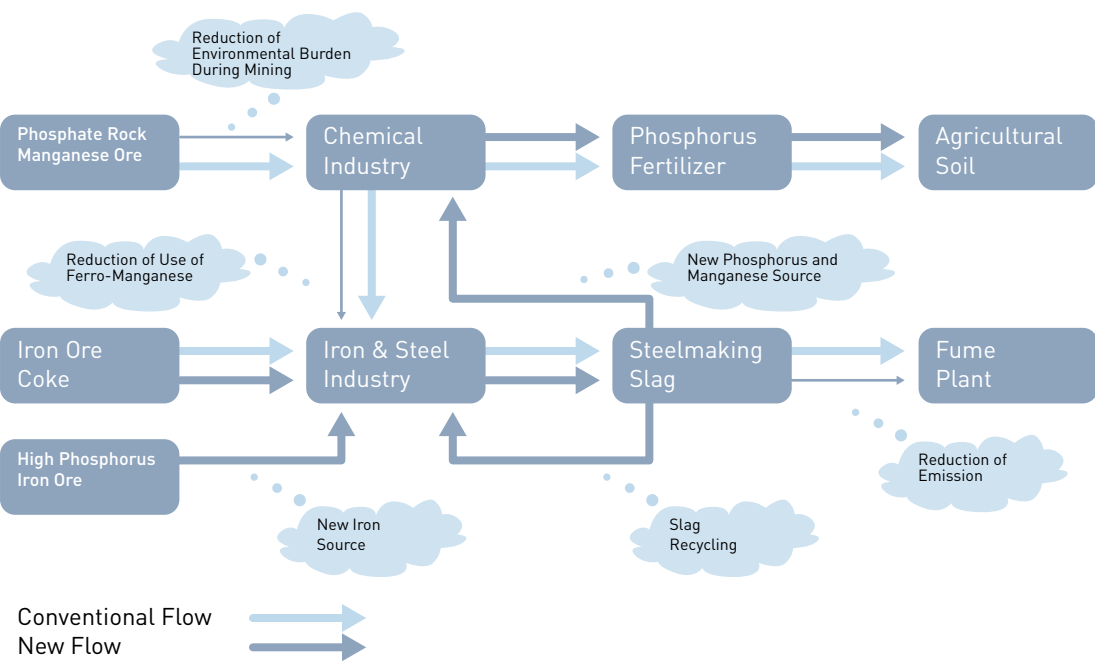 Reduction of
Environmental Burden
During Mining
Phosphate Rock
Manganese Ore
Chemical
Industry
Phosphorus
Fertilizer
Agricultural
Soil
Reduction of Use of
Ferro-Manganese
New Phosphorus and
Manganese Source
Iron Ore
Coke
Iron & Steel
Industry
Steelmaking
Slag
Fume
Plant
High Phosphorus
Iron Ore
Reduction of
Emission
New Iron
Source
Slag
Recycling
Conventional Flow
New Flow